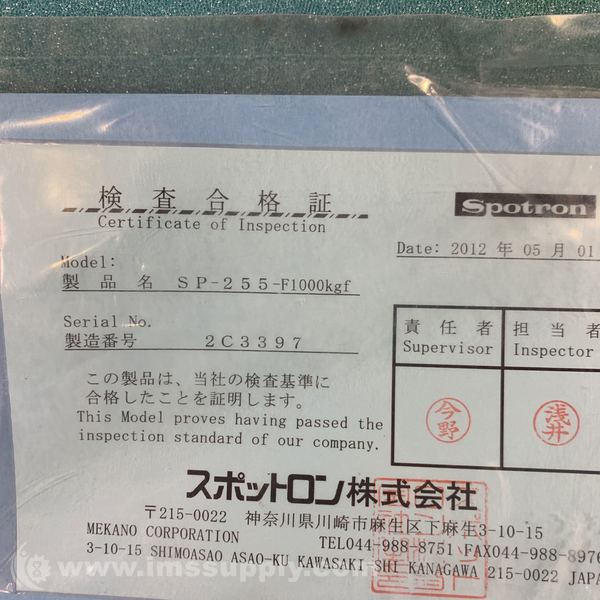 検査合格証
Spotron
Certificate of Inspection
Date: 2012 年 05 月 01
Model:
製品名 SP-255-F1000kgf
Serial No.
製造番号 2C3397
責任者 担当者
Supervisor Inspector
今野 浅井
この製品は、当社の検査基準に
合格したことを証明します。
This Model proves having passed the
inspection standard of our company.
スポットロン株式会社
〒215-0022 神奈川県川崎市麻生区下麻生3-10-15
MEKANO CORPORATION TEL044-988-8751 FAX044-988-8976
3-10-15 SHIMOASAO ASAO-KU KAWASAKI-SHI KANAGAWA 215-0022 JAPA
© www.imssupply.com